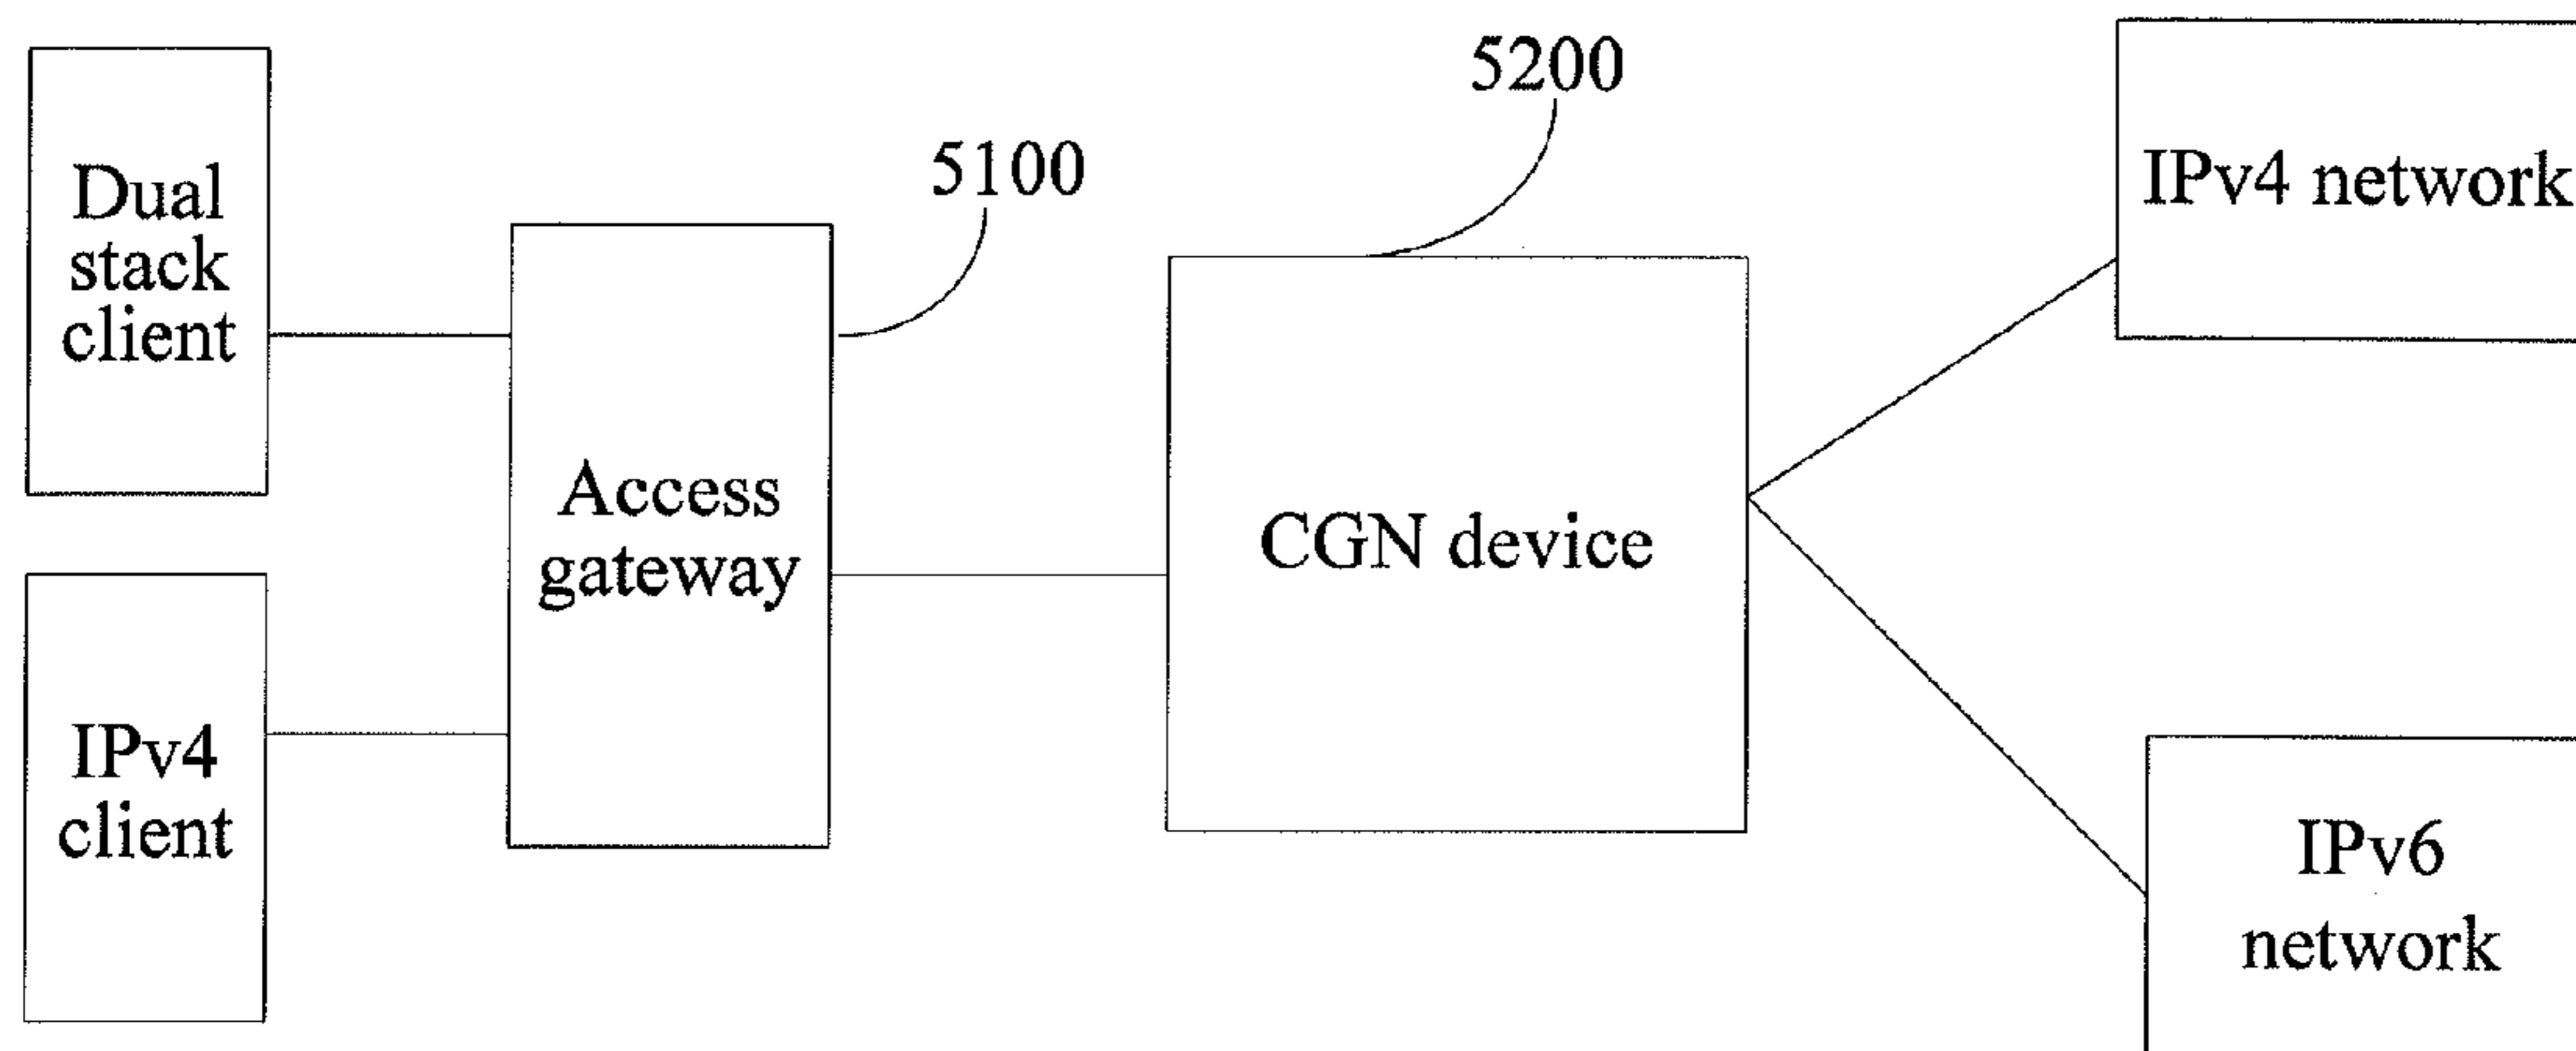 5200
5100
IPv4 network
Dual
stack
client
Access
gateway
CGN device
IPv4
client
IPv6
network